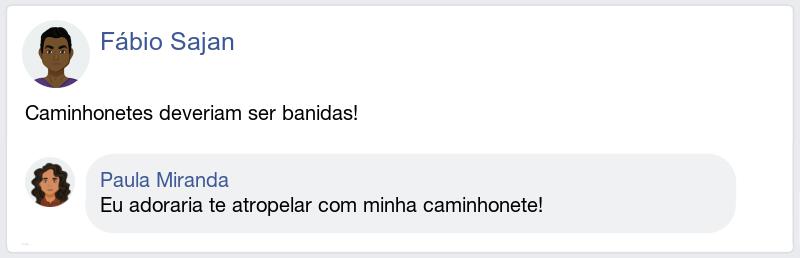 Fábio Sajan
Caminhonetes deveriam ser banidas!
Paula Miranda
Eu adoraria te atropelar com minha caminhonete!